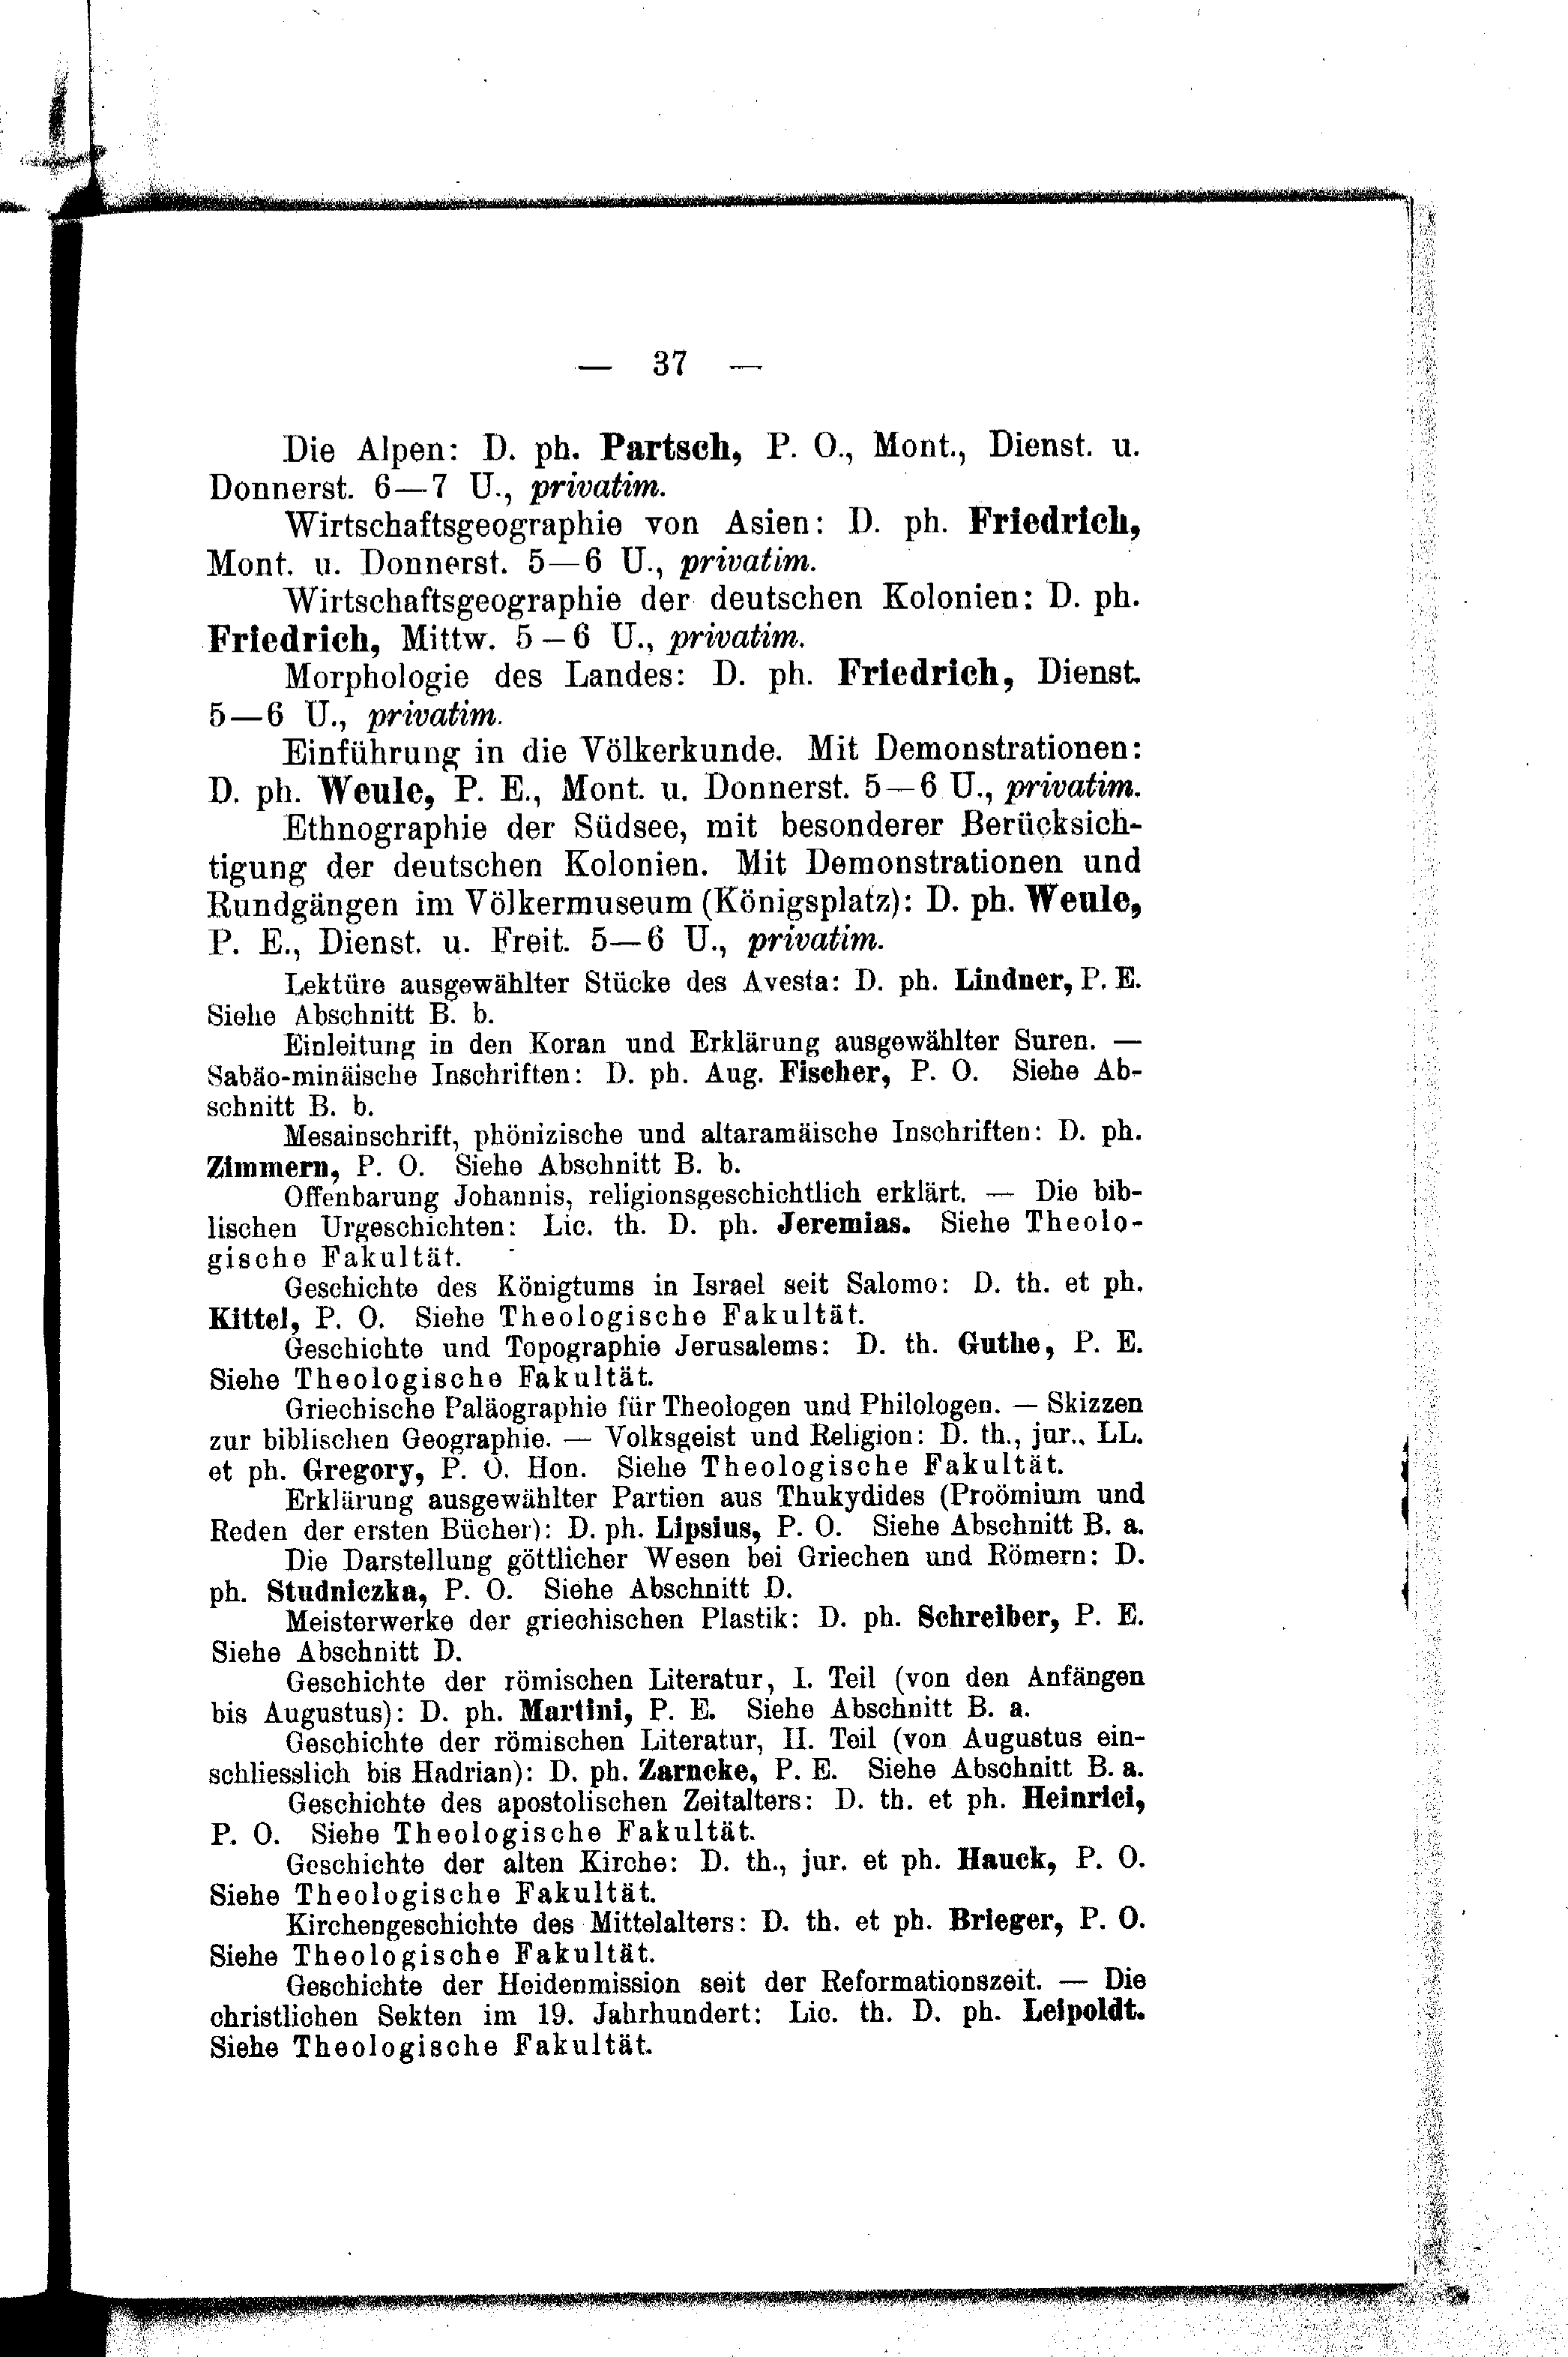 — 37 —
Die Alpen: D. ph. Partsch, P. O., Mont., Dienst. u.
Donnerst. 6—7 U., privatim.
Wirtschaftsgeographie von Asien: D. ph. Friedrich,
Mont. u. Donnerst. 5—6 U., privatim.
Wirtschaftsgeographie der deutschen Kolonien: D. ph.
Friedrich, Mittw. 5—6 U., privatim.
Morphologie des Landes: D. ph. Friedrich, Dienst.
5—6 U., privatim.
Einführung in die Völkerkunde. Mit Demonstrationen:
D. ph. Weule, P. E., Mont. u. Donnerst. 5—6 U., privatim.
Ethnographie der Südsee, mit besonderer Berücksich-
tigung der deutschen Kolonien. Mit Demonstrationen und
Rundgängen im Völkermuseum (Königsplatz): D. ph. Weule,
P. E., Dienst. u. Freit. 5—6 U., privatim.
Lektüre ausgewählter Stücke des Avesta: D. ph. Lindner, P. E.
Siehe Abschnitt B. b.
Einleitung in den Koran und Erklärung ausgewählter Suren. —
Sabäo-minäische Inschriften: D. ph. Aug. Fischer, P. O. Siehe Ab-
schnitt B. b.
Mesainschrift, phönizische und altaramäische Inschriften: D. ph.
Zimmern, P. O. Siehe Abschnitt B. b.
Offenbarung Johannis, religionsgeschichtlich erklärt. — Die bib-
lischen Urgeschichten: Lic. th. D. ph. Jeremias. Siehe Theolo-
gische Fakultät.
Geschichte des Königtums in Israel seit Salomo: D. th. et ph.
Kittel, P. O. Siehe Theologische Fakultät.
Geschichte und Topographie Jerusalems: D. th. Guthe, P. E.
Siehe Theologische Fakultät.
Griechische Paläographie für Theologen und Philologen. — Skizzen
zur biblischen Geographie. — Volksgeist und Religion: D. th., jur., LL.
et ph. Gregory, P. O. Hon. Siehe Theologische Fakultät.
Erklärung ausgewählter Partien aus Thukydides (Proömium und
Reden der ersten Bücher): D. ph. Lipsius, P. O. Siehe Abschnitt B. a.
Die Darstellung göttlicher Wesen bei Griechen und Römern: D.
ph. Studniczka, P. O. Siehe Abschnitt D.
Meisterwerke der griechischen Plastik: D. ph. Schreiber, P. E.
Siehe Abschnitt D.
Geschichte der römischen Literatur, I. Teil (von den Anfängen
bis Augustus): D. ph. Martini, P. E. Siehe Abschnitt B. a.
Geschichte der römischen Literatur, II. Teil (von Augustus ein-
schliesslich bis Hadrian): D. ph. Zarncke, P. E. Siehe Abschnitt B. a.
Geschichte des apostolischen Zeitalters: D. th. et ph. Heinrici,
P. O. Siehe Theologische Fakultät.
Geschichte der alten Kirche: D. th., jur. et ph. Hauck, P. O.
Siehe Theologische Fakultät.
Kirchengeschichte des Mittelalters: D. th. et ph. Brieger, P. O.
Siehe Theologische Fakultät.
Geschichte der Heidenmission seit der Reformationszeit. — Die
christlichen Sekten im 19. Jahrhundert: Lic. th. D. ph. Leipoldt.
Siehe Theologische Fakultät.